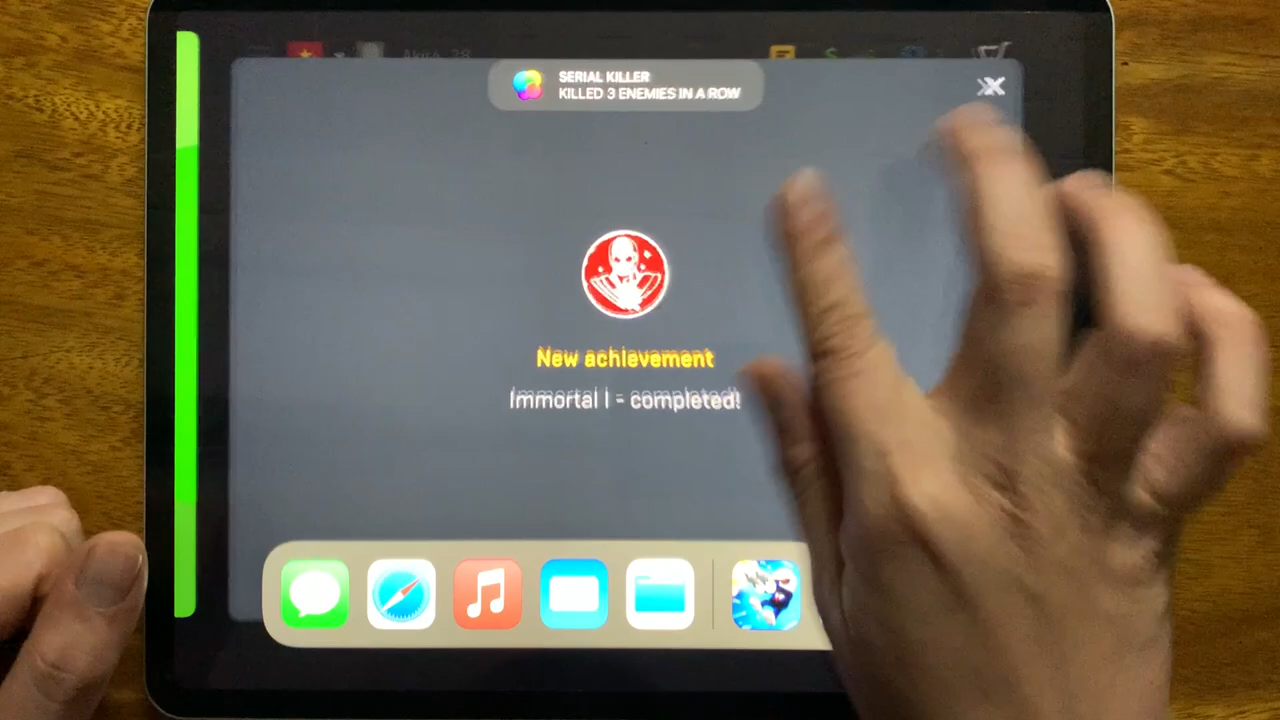 SERIAL KILLER
KILLED 3 ENEMIES IN A ROW
New achievement
Immortal I - completed!